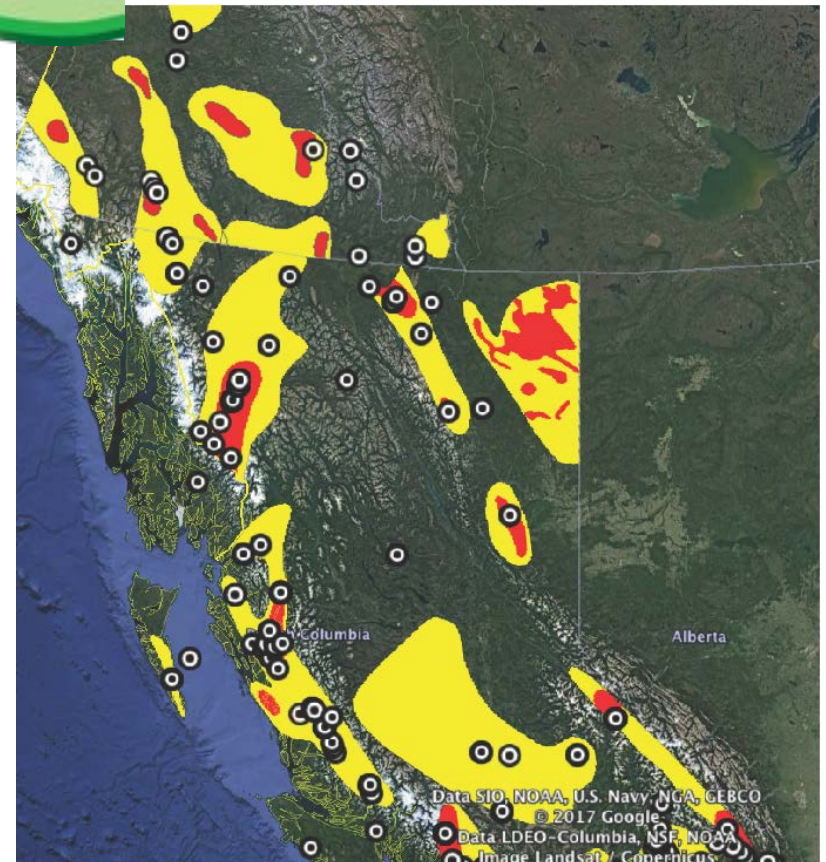 Columbia
Alberta
Data SIO, NOAA, U.S. Navy, NGA, GEBCO
© 2017 Google
Data LDEO-Columbia, NSF, NOAA
Image Landsat / Copernicus